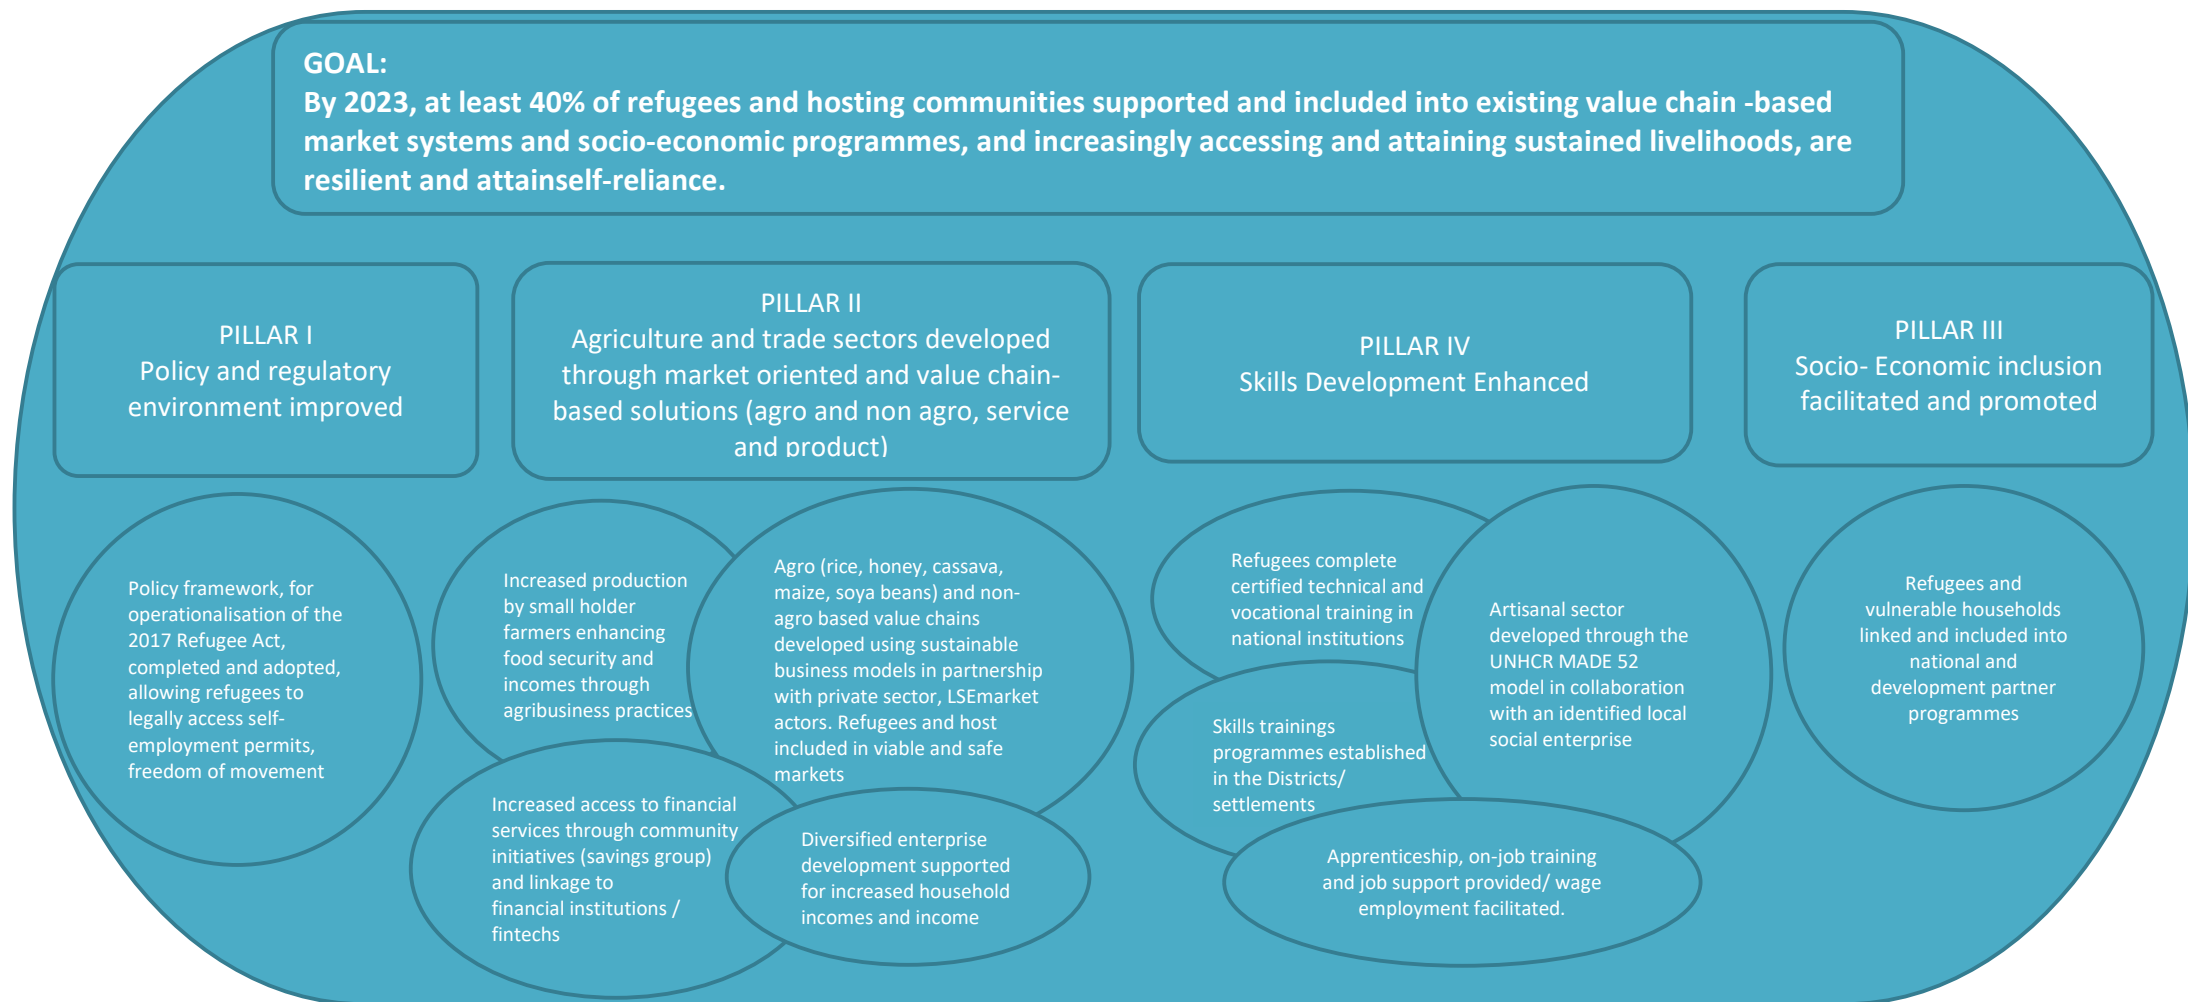 GOAL:
By 2023, at least 40% of refugees and hosting communities supported and included into existing value chain -based
market systems and socio-economic programmes, and increasingly accessing and attaining sustained livelihoods, are
resilient and attainself-reliance.
PILLAR I
Policy and regulatory
environment improved
PILLAR II
Agriculture and trade sectors developed
through market oriented and value chain-
based solutions (agro and non agro, service
and product)
PILLAR IV
Skills Development Enhanced
PILLAR III
Socio- Economic inclusion
facilitated and promoted
Policy framework, for
operationalisation of the
2017 Refugee Act,
completed and adopted,
allowing refugees to
legally access self-
employment permits,
freedom of movement
Increased production
by small holder
farmers enhancing
food security and
incomes through
agribusiness practices
Agro (rice, honey, cassava,
maize, soya beans) and non-
agro based value chains
developed using sustainable
business models in partnership
with private sector, LSEmarket
actors. Refugees and host
included in viable and safe
markets
Increased access to financial
services through community
initiatives (savings group)
and linkage to
financial institutions /
fintechs
Diversified enterprise
development supported
for increased household
incomes and income
Refugees complete
certified technical and
vocational training in
national institutions
Skills trainings
programmes established
in the Districts/
settlements
Artisanal sector
developed through the
UNHCR MADE 52
model in collaboration
with an identified local
social enterprise
Apprenticeship, on-job training
and job support provided/ wage
employment facilitated.
Refugees and
vulnerable households
linked and included into
national and
development partner
programmes